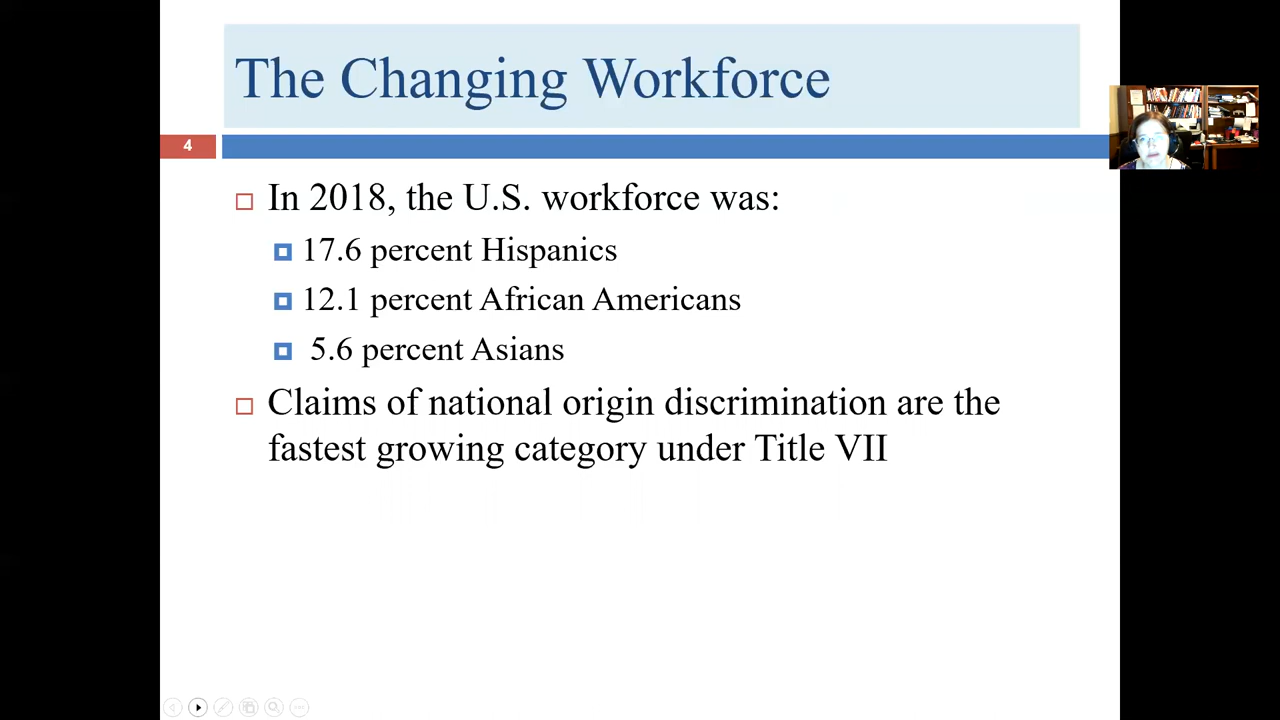 The Changing Workforce
4
In 2018, the U.S. workforce was:
17.6 percent Hispanics
12.1 percent African Americans
5.6 percent Asians
Claims of national origin discrimination are the
fastest growing category under Title VII